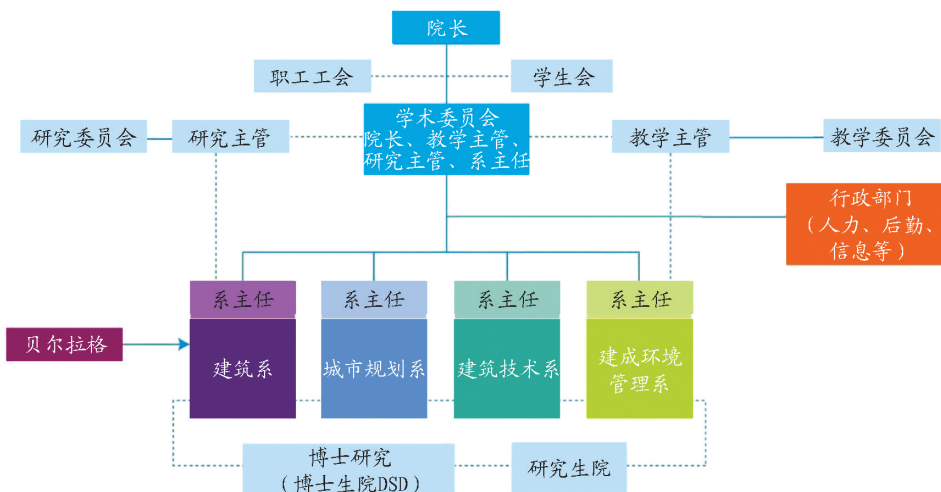 院长
职工工会
学生会
研究委员会
研究主管
学术委员会
院长、教学主管、
研究主管、系主任
教学主管
教学委员会
行政部门
（人力、后勤、
信息等）
系主任
系主任
系主任
系主任
贝尔拉格
建筑系
城市规划系
建筑技术系
建成环境
管理系
博士研究
（博士生院DSD）
研究生院